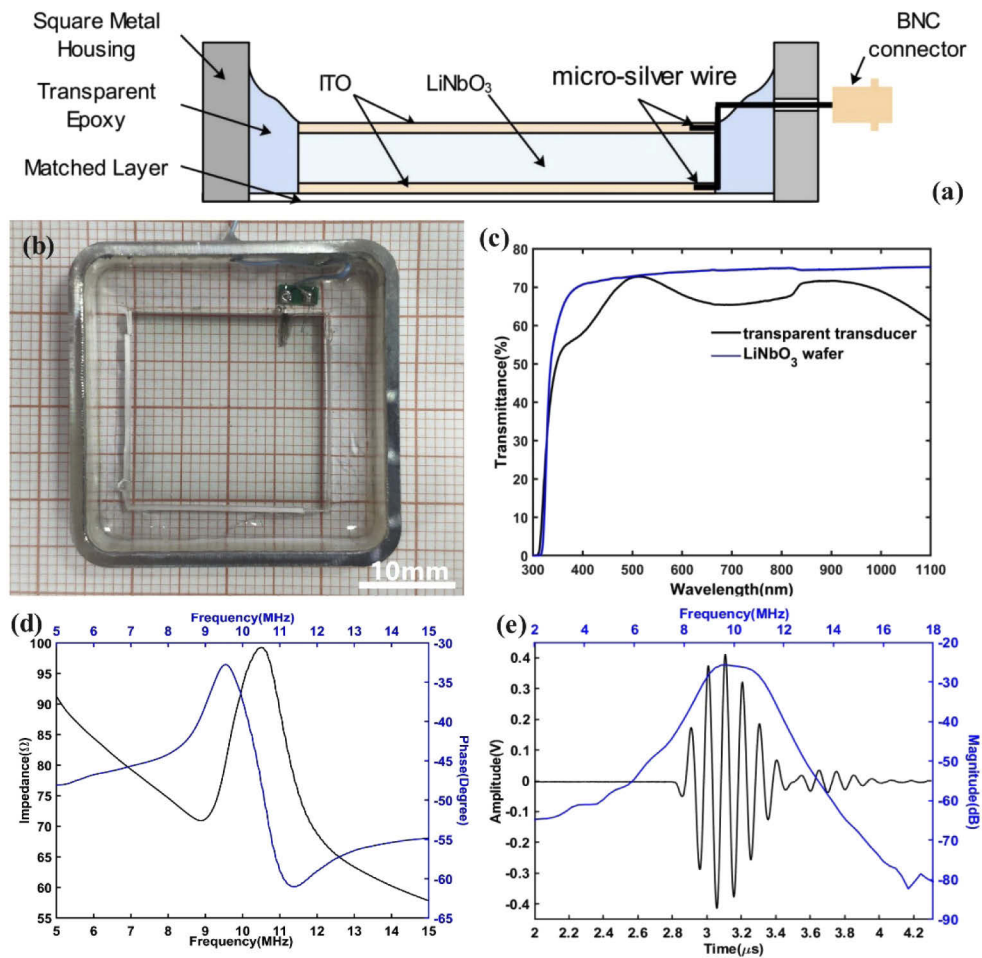 Square Metal
Housing
Transparent
Epoxy
Matched Layer
ITO
LiNbO3
micro-silver wire
BNC
connector
(a)
(b)
10mm
(c)
80
70
60
50
40
30
20
10
0
Transmittance(%)
transparent transducer
LiNbO3 wafer
300 400 500 600 700 800 900 1000 1100
Wavelength(nm)
(d)
Frequency(MHz)
5 6 7 8 9 10 11 12 13 14 15
100
95
90
85
80
75
70
65
60
55
Impedance(Ω)
-30
-35
-40
-45
-50
-55
-60
-65
Phase(Degree)
5 6 7 8 9 10 11 12 13 14 15
Frequency(MHz)
(e)
Frequency(MHz)
2 4 6 8 10 12 14 16 18
0.4
0.3
0.2
0.1
0
-0.1
-0.2
-0.3
-0.4
Amplitude(V)
-20
-30
-40
-50
-60
-70
-80
-90
Magnitude(dB)
2 2.2 2.4 2.6 2.8 3 3.2 3.4 3.6 3.8 4 4.2
Time(μs)